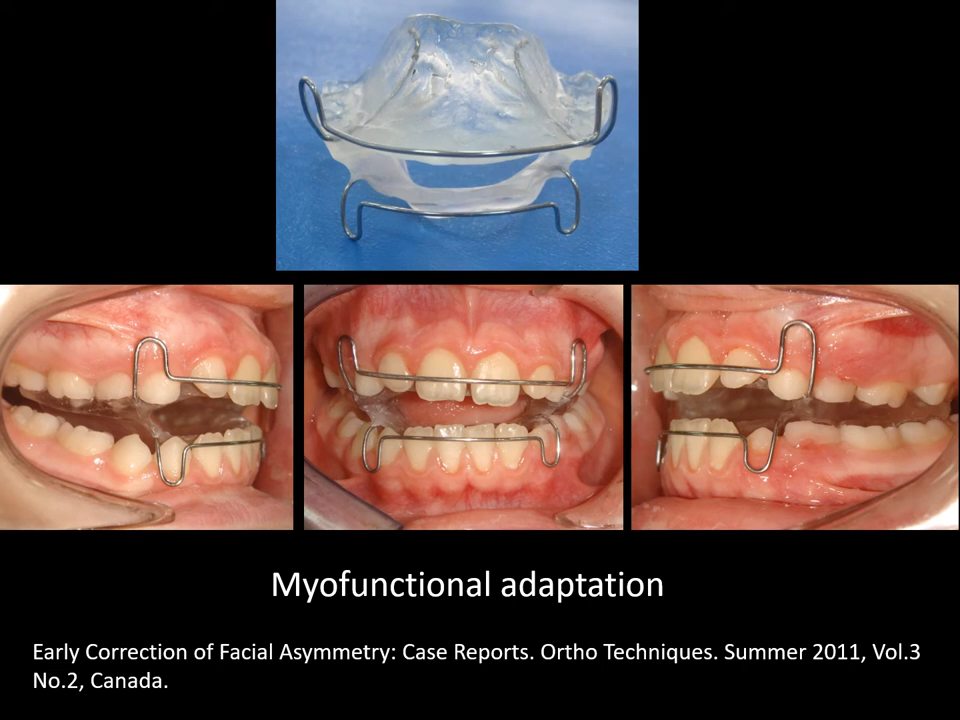 Myofunctional adaptation
Early Correction of Facial Asymmetry: Case Reports. Ortho Techniques. Summer 2011, Vol.3
No.2, Canada.